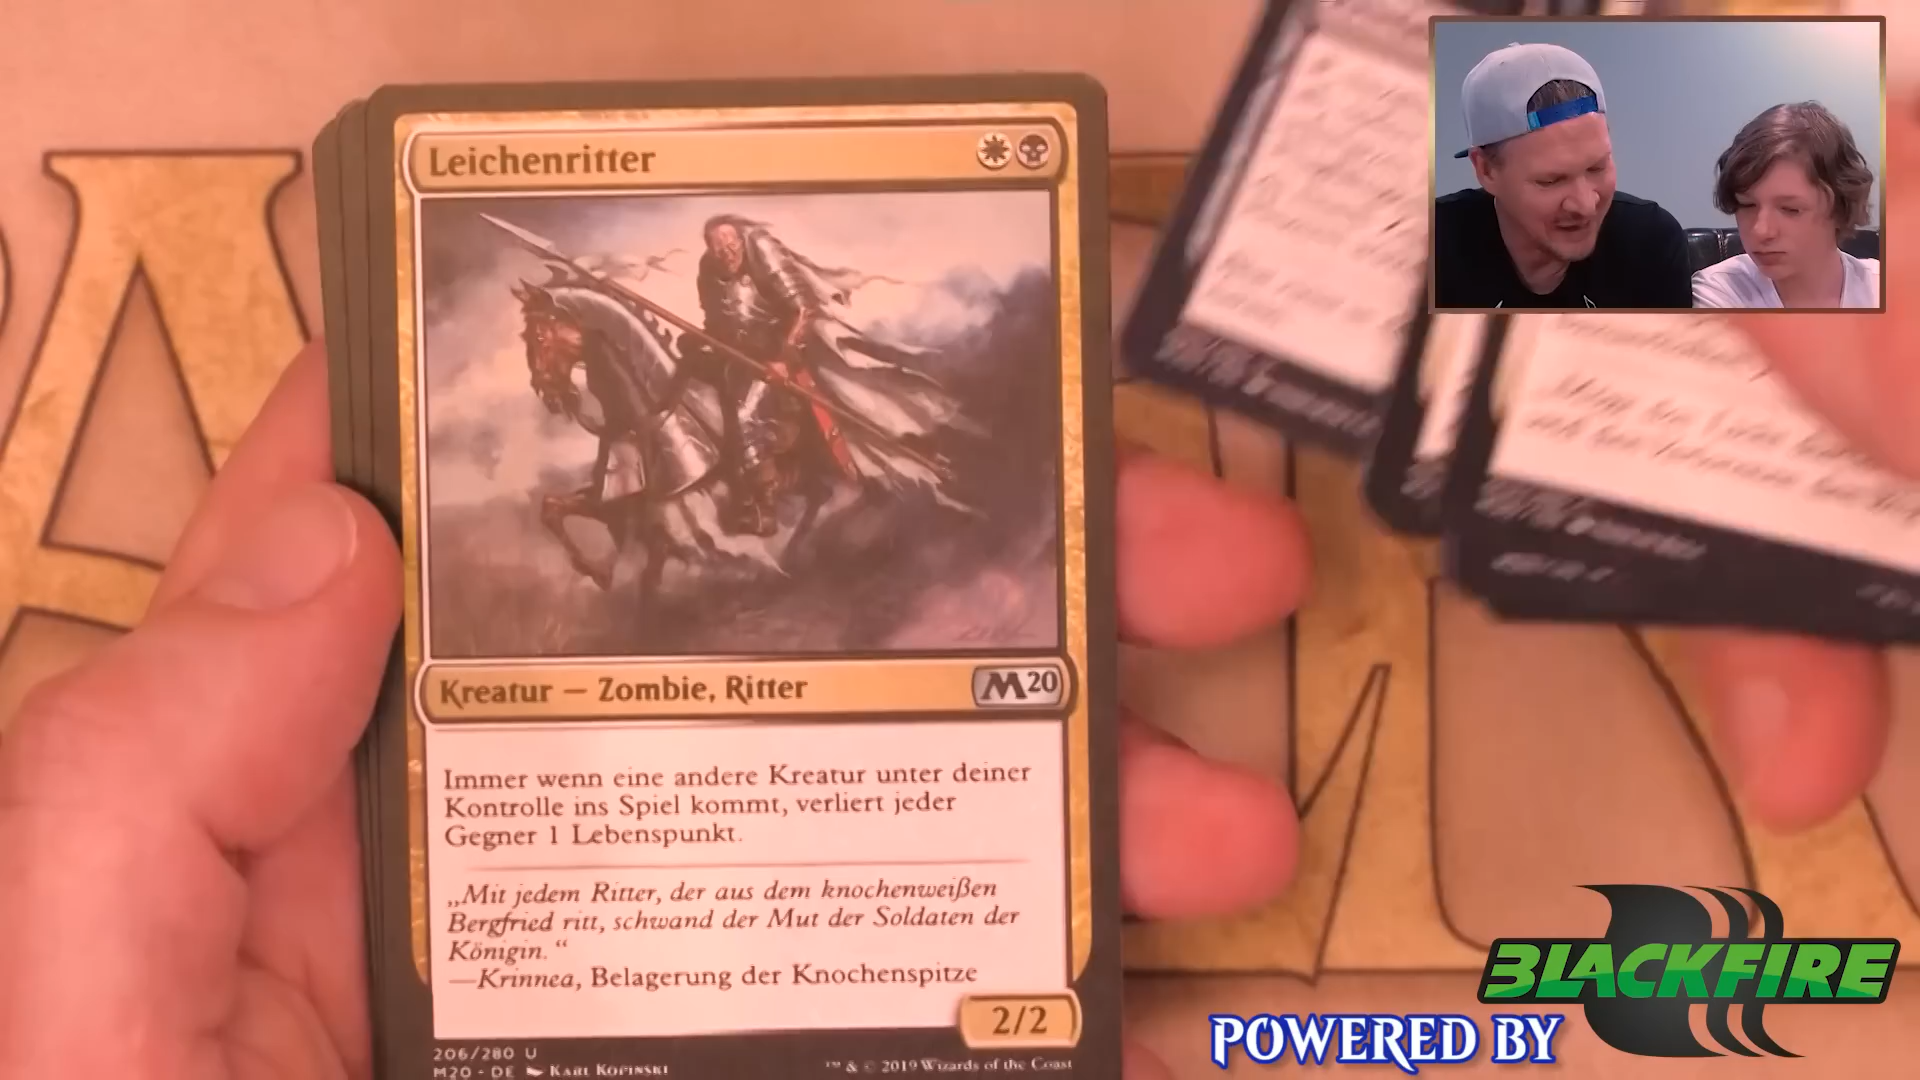 Leichenritter
Kreatur — Zombie, Ritter
M20
Immer wenn eine andere Kreatur unter deiner
Kontrolle ins Spiel kommt, verliert jeder
Gegner 1 Lebenspunkt.
„Mit jedem Ritter, der aus dem knochenweißen
Bergfried ritt, schwand der Mut der Soldaten der
Königin.“
—Krinnea, Belagerung der Knochenspitze
2/2
206/280 U
M20 - DE KARL KOPINSKI
™ & © 2019 Wizards of the Coast
POWERED BY
BLACKFIRE